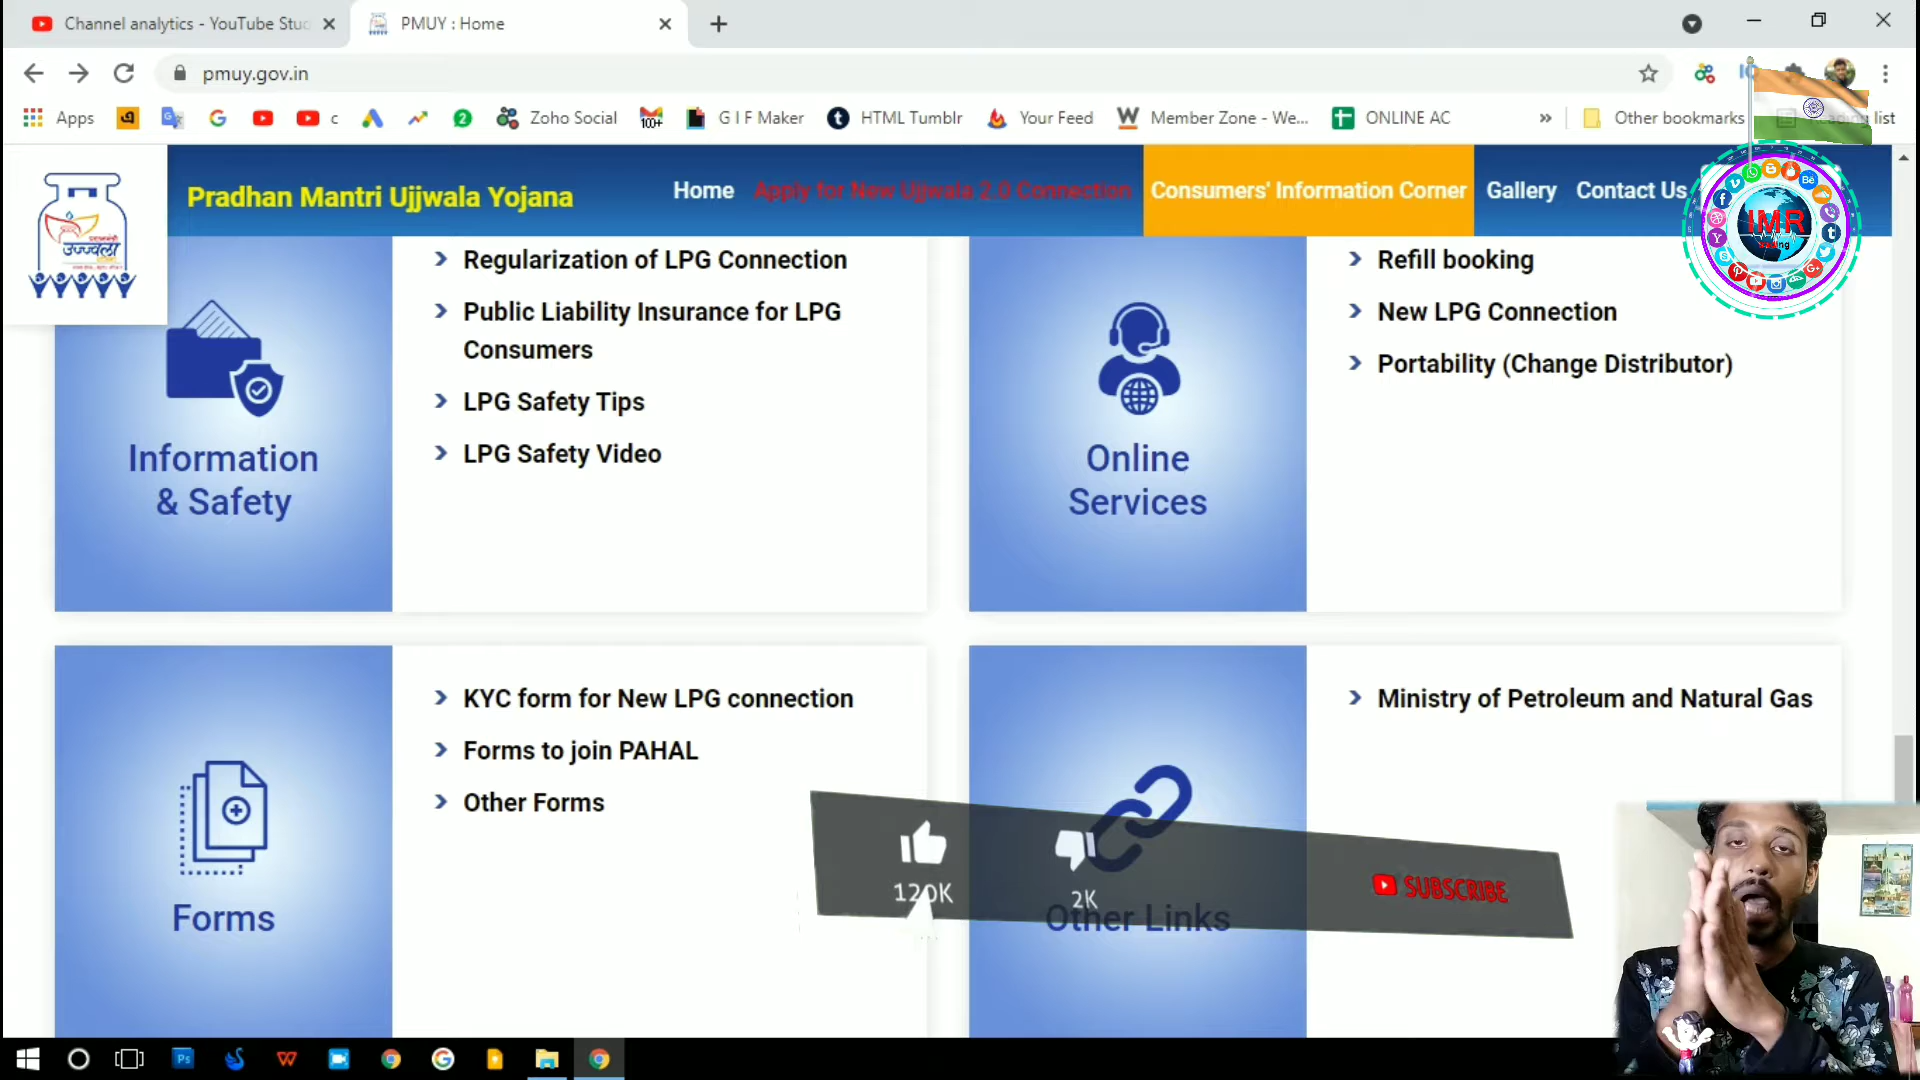 Channel analytics - YouTube Stu
PMUY : Home
pmuy.gov.in
Apps
G I F Maker
Zoho Social
100+
HTML Tumblr
Your Feed
Member Zone - We...
ONLINE AC
Other bookmarks
list
Pradhan Mantri Ujjwala Yojana
Home
Apply for New Ujjwala 2.0 Connection
Consumers' Information Corner
Gallery
Contact Us
उज्ज्वला
IMR
Regularization of LPG Connection
Public Liability Insurance for LPG
Consumers
LPG Safety Tips
LPG Safety Video
Information
& Safety
Refill booking
New LPG Connection
Portability (Change Distributor)
Online
Services
KYC form for New LPG connection
Forms to join PAHAL
Other Forms
Forms
Ministry of Petroleum and Natural Gas
Other Links
120K
2K
SUBSCRIBE